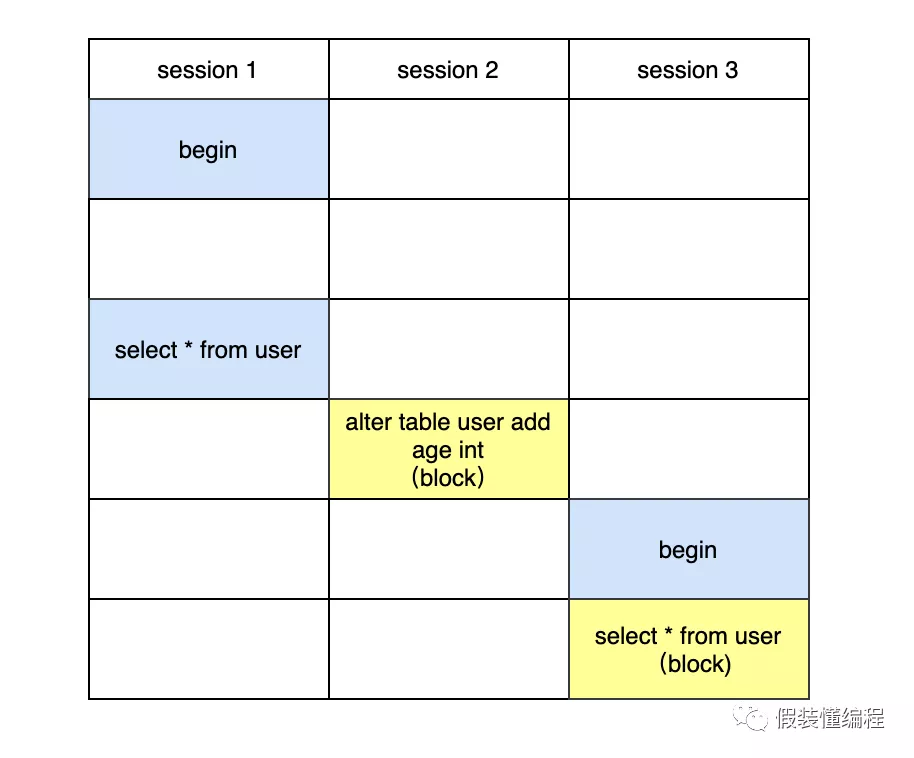 session 1
session 2
session 3
begin
select * from user
alter table user add
age int
（block）
begin
select * from user
（block)
假装懂编程